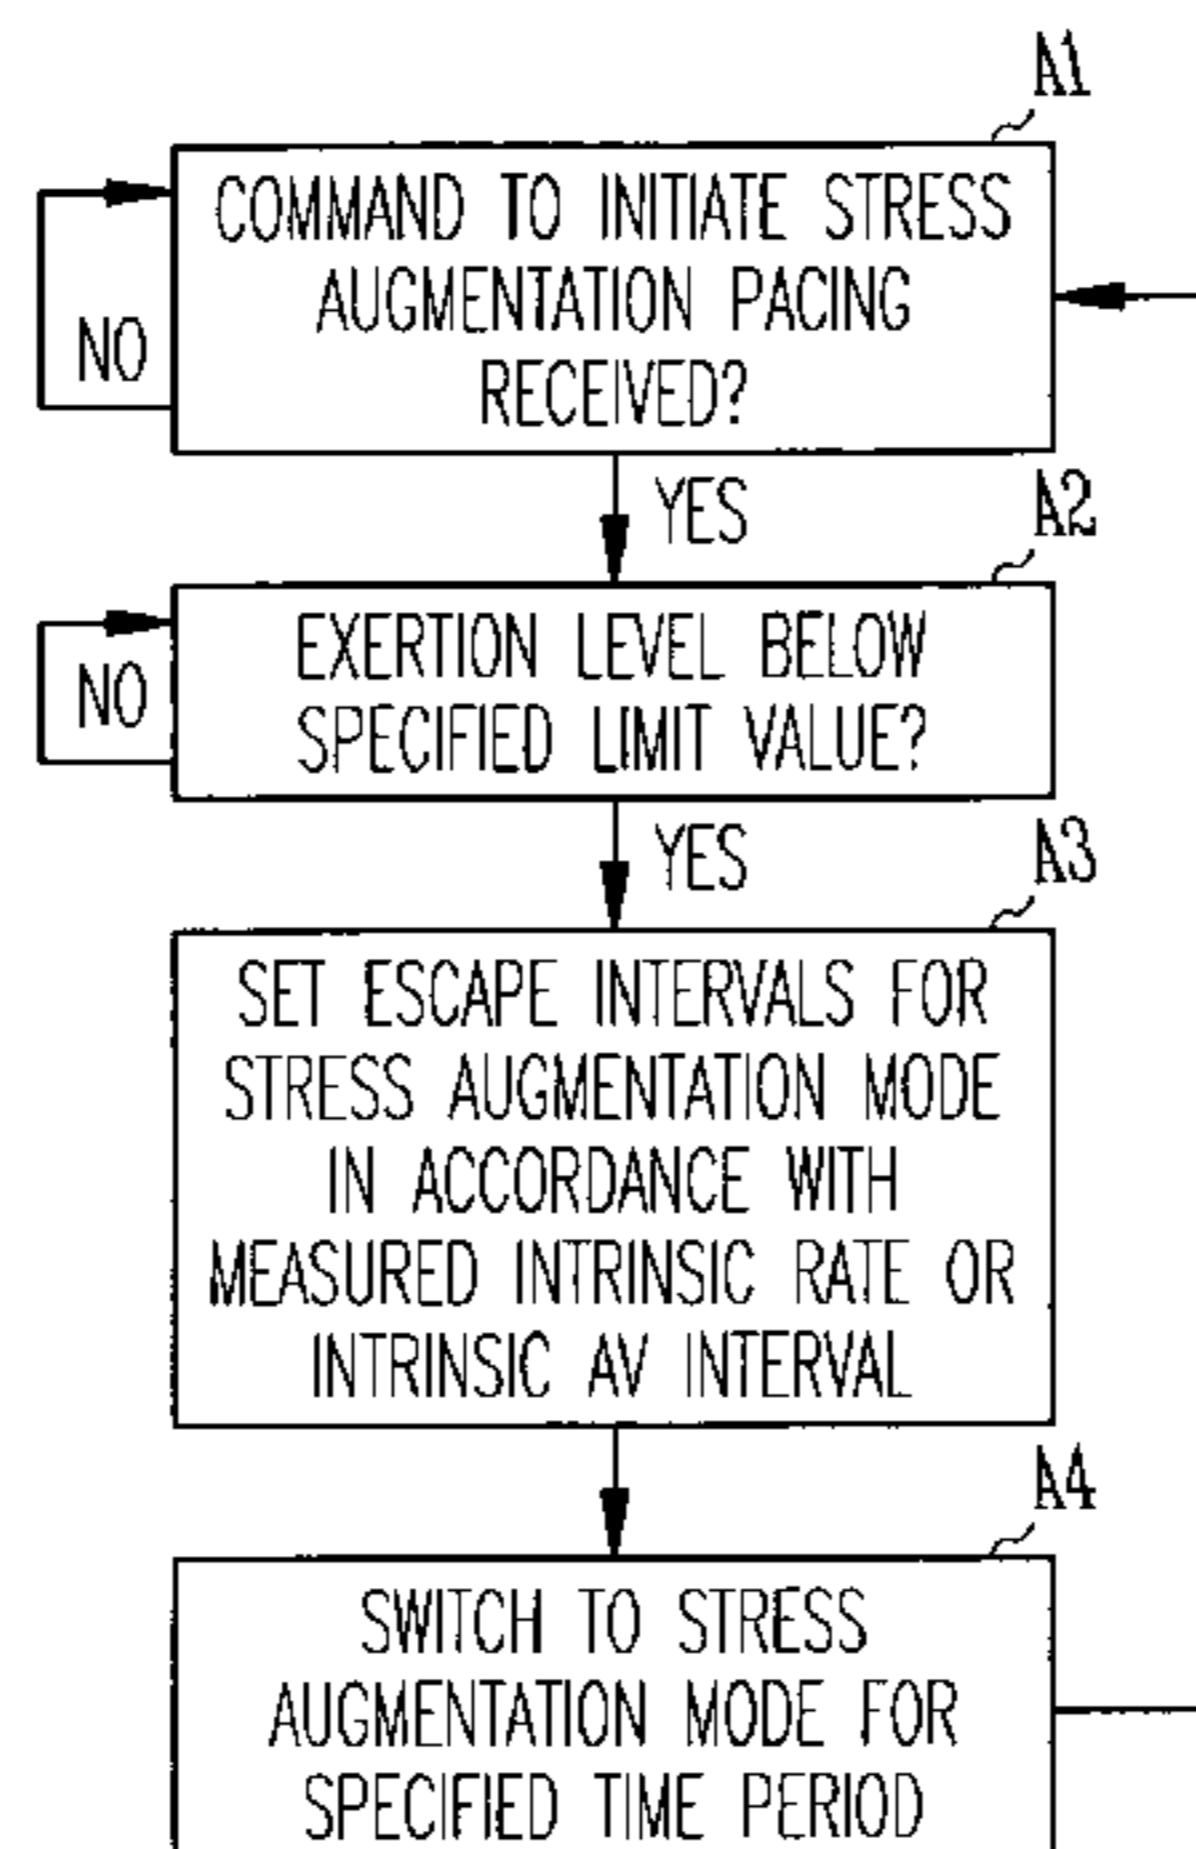 A1
COMMAND TO INITIATE STRESS
AUGMENTATION PACING
RECEIVED?
NO
YES
A2
EXERTION LEVEL BELOW
SPECIFIED LIMIT VALUE?
NO
YES
A3
SET ESCAPE INTERVALS FOR
STRESS AUGMENTATION MODE
IN ACCORDANCE WITH
MEASURED INTRINSIC RATE OR
INTRINSIC AV INTERVAL
A4
SWITCH TO STRESS
AUGMENTATION MODE FOR
SPECIFIED TIME PERIOD